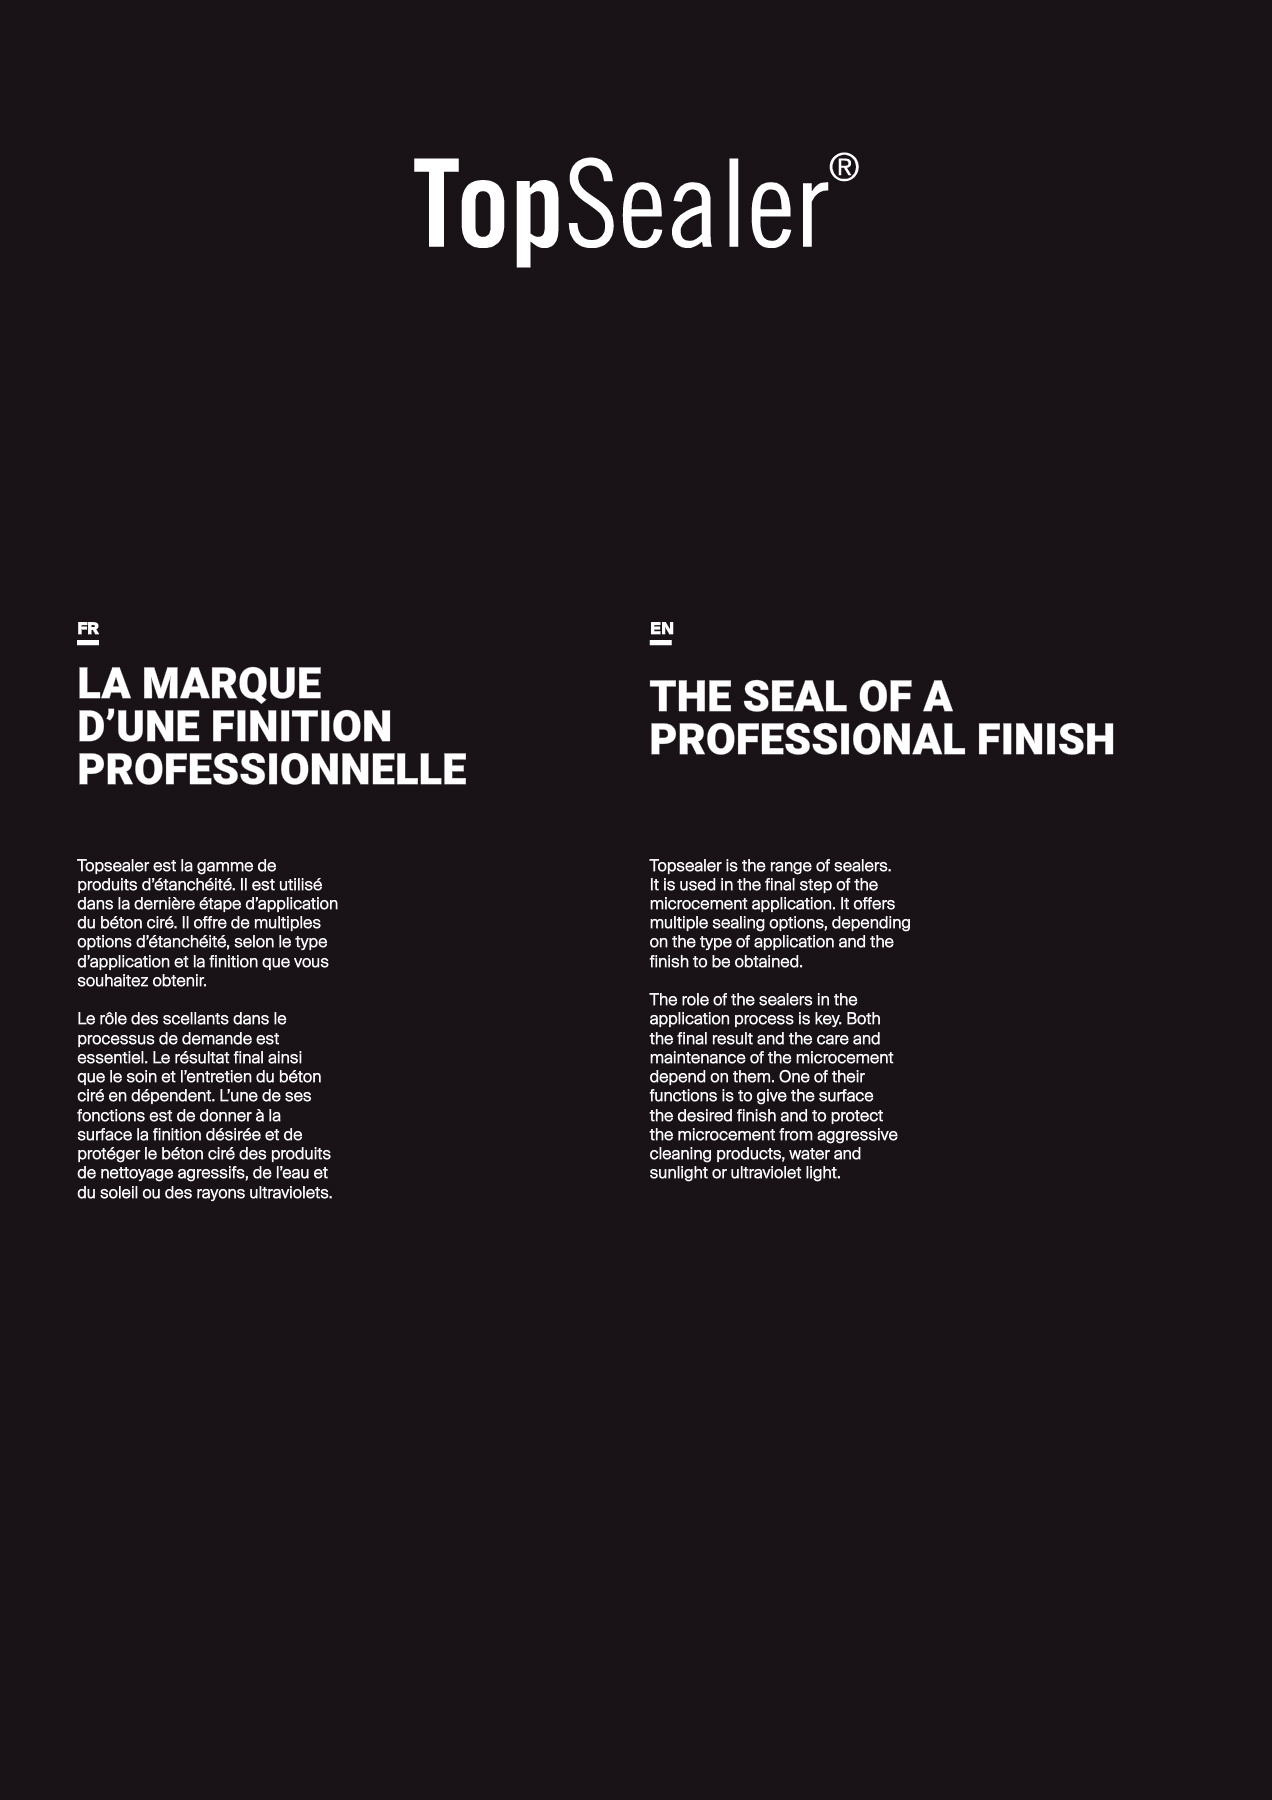 TopSealer®
FR
LA MARQUE
D’UNE FINITION
PROFESSIONNELLE
Topsealer est la gamme de
produits d’étanchéité. Il est utilisé
dans la dernière étape d’application
du béton ciré. Il offre de multiples
options d’étanchéité, selon le type
d’application et la finition que vous
souhaitez obtenir.
Le rôle des scellants dans le
processus de demande est
essentiel. Le résultat final ainsi
que le soin et l’entretien du béton
ciré en dépendent. L’une de ses
fonctions est de donner à la
surface la finition désirée et de
protéger le béton ciré des produits
de nettoyage agressifs, de l’eau et
du soleil ou des rayons ultraviolets.
EN
THE SEAL OF A
PROFESSIONAL FINISH
Topsealer is the range of sealers.
It is used in the final step of the
microcement application. It offers
multiple sealing options, depending
on the type of application and the
finish to be obtained.
The role of the sealers in the
application process is key. Both
the final result and the care and
maintenance of the microcement
depend on them. One of their
functions is to give the surface
the desired finish and to protect
the microcement from aggressive
cleaning products, water and
sunlight or ultraviolet light.